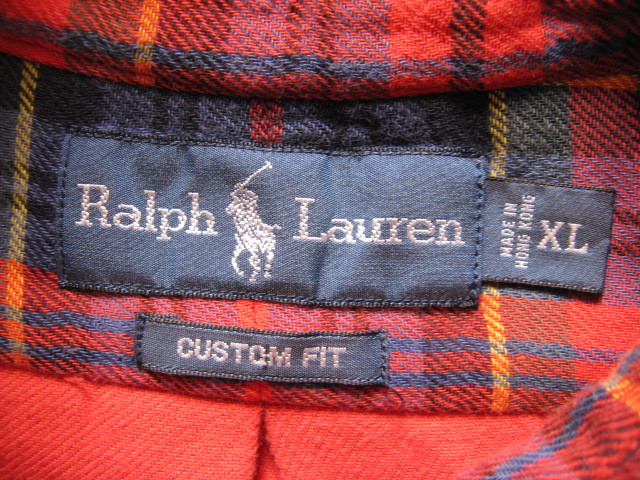 Ralph Lauren
MADE IN
HONG KONG
XL
CUSTOM FIT